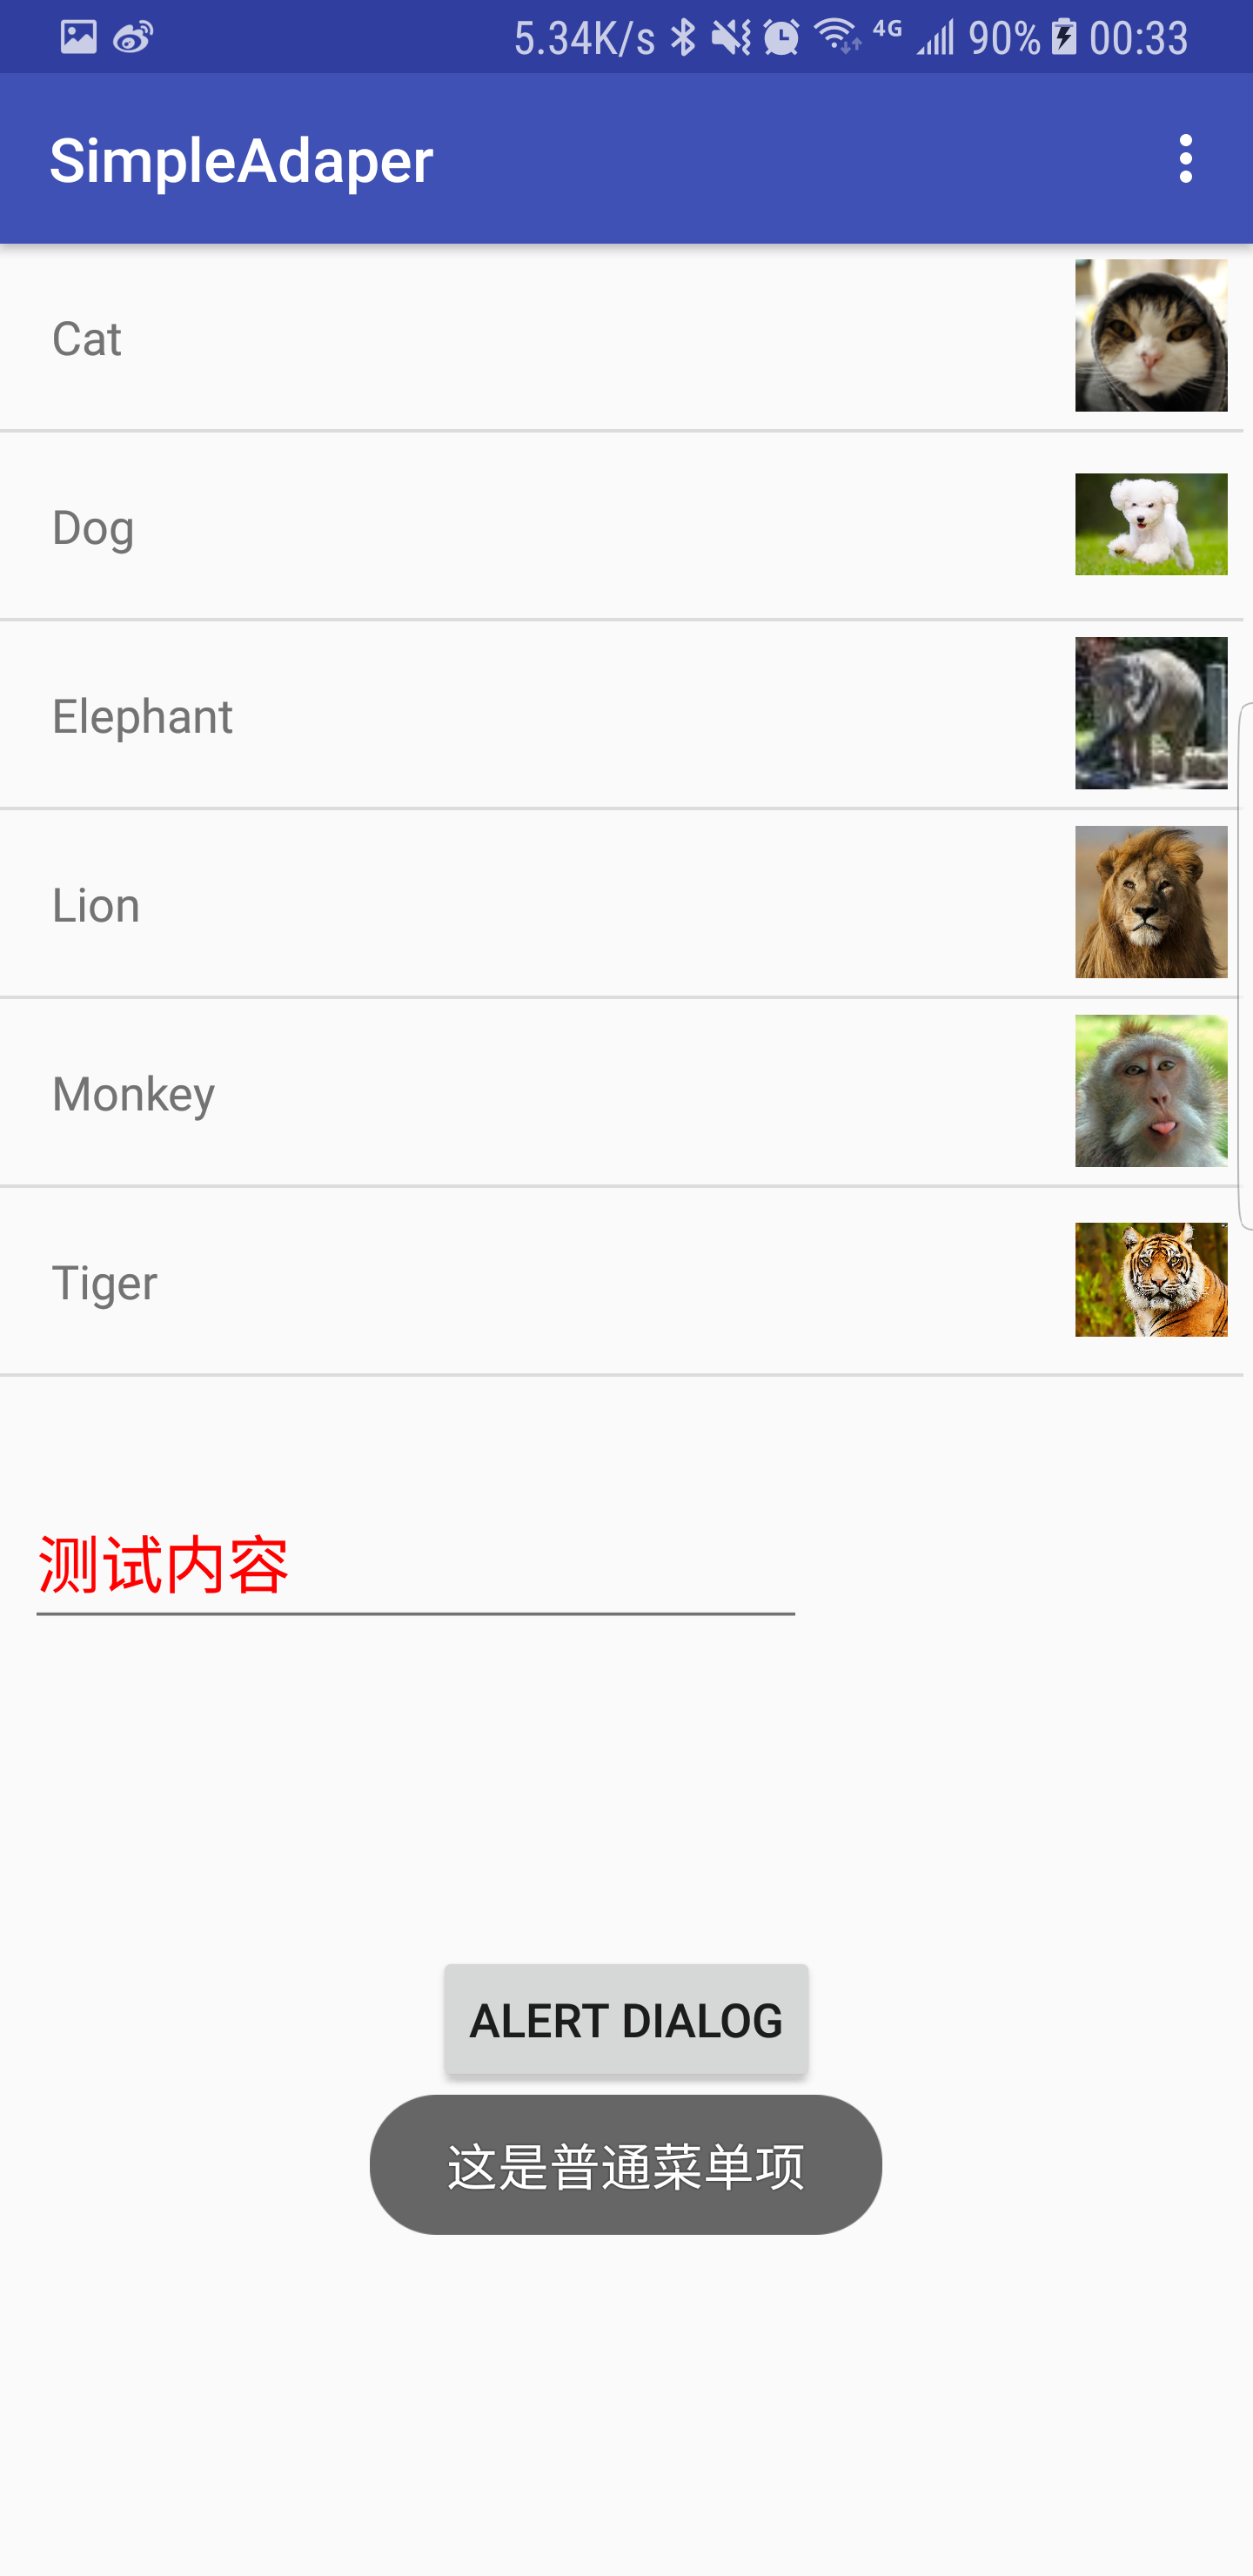 5.34K/s 4G 90% 00:33
SimpleAdaper
Cat
Dog
Elephant
Lion
Monkey
Tiger
测试内容
ALERT DIALOG
这是普通菜单项